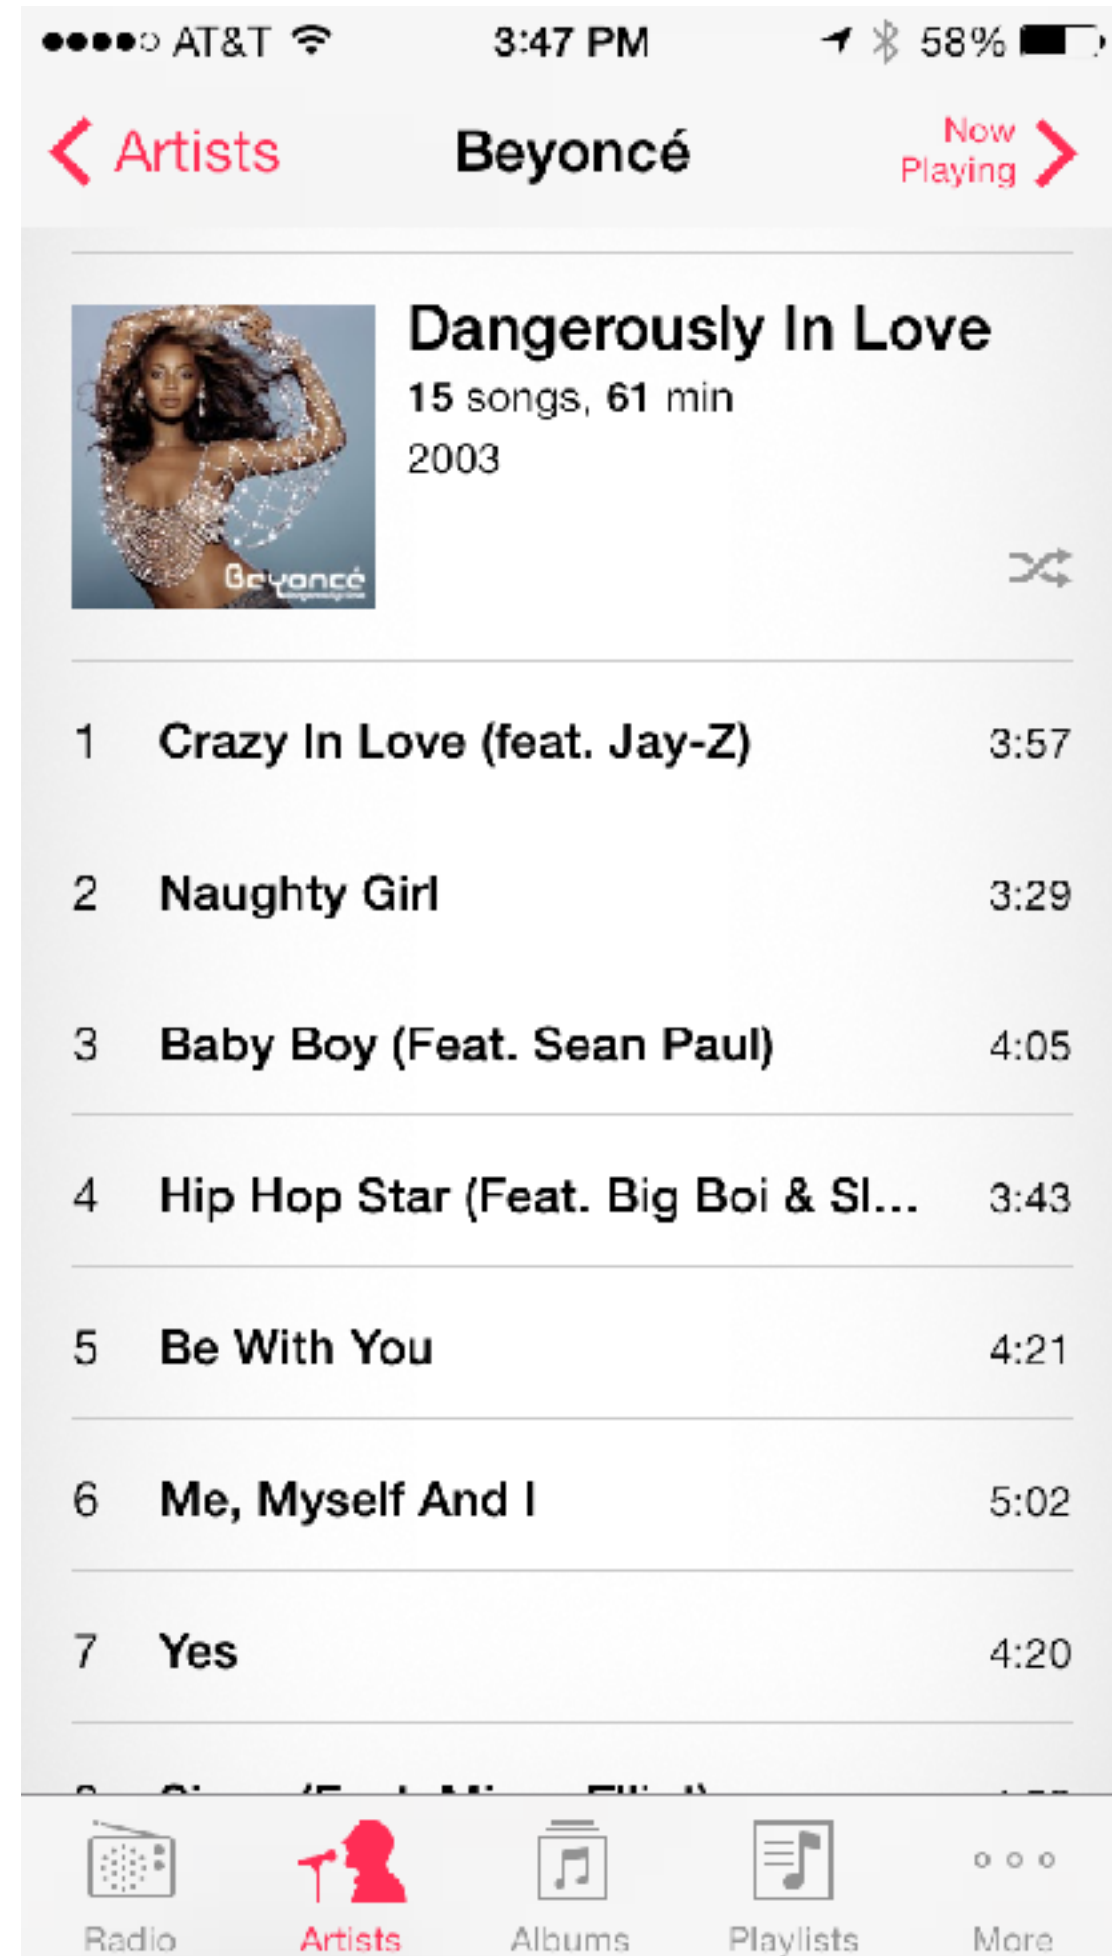 AT&T 3:47 PM 58%
Artists Beyoncé Now Playing
Dangerously In Love
15 songs, 61 min
2003
Beyoncé
1 Crazy In Love (feat. Jay-Z) 3:57
2 Naughty Girl 3:29
3 Baby Boy (Feat. Sean Paul) 4:05
4 Hip Hop Star (Feat. Big Boi & Sl... 3:43
5 Be With You 4:21
6 Me, Myself And I 5:02
7 Yes 4:20
Radio Artists Albums Playlists More